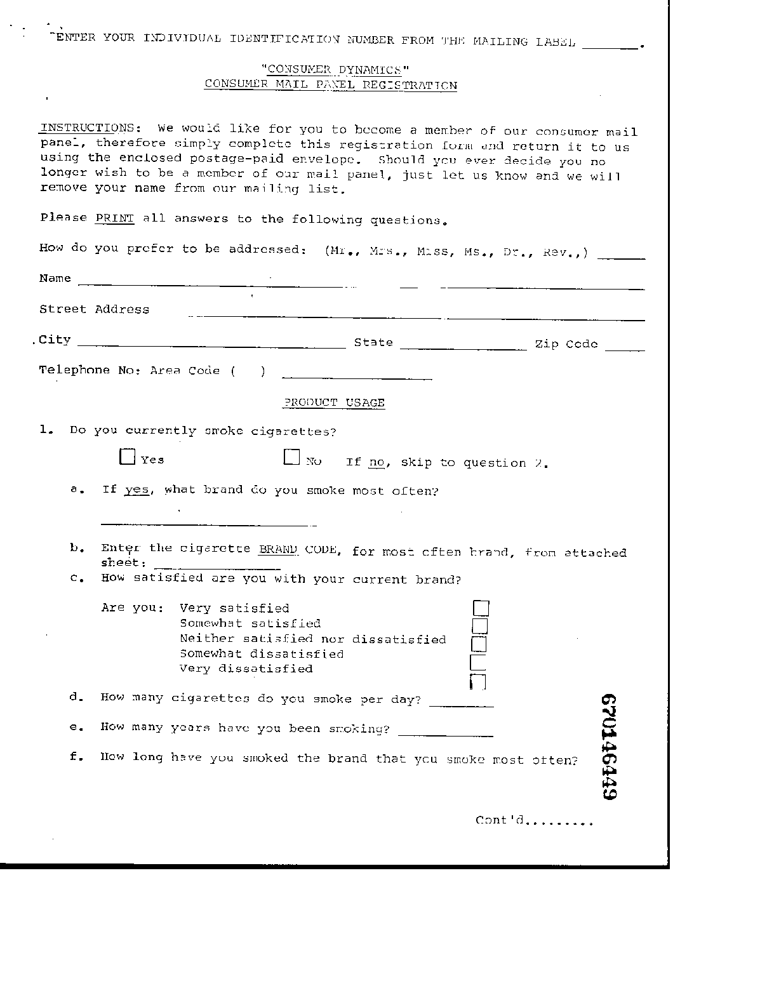 ENTER YOUR INDIVIDUAL IDENTIFICATION NUMBER FROM THE MAILING LABEL ________.
"CONSUMER DYNAMICS"
CONSUMER MAIL PANEL REGISTRATION
INSTRUCTIONS: We would like for you to become a member of our consumer mail
panel, therefore simply complete this registration form and return it to us
using the enclosed postage-paid envelope. Should you ever decide you no
longer wish to be a member of our mail panel, just let us know and we will
remove your name from our mailing list.
Please PRINT all answers to the following questions.
How do you prefer to be addressed: (Mr., Mrs., Miss, Ms., Dr., Rev.,) ______
Name ______
Street Address ______
City ______ State ______ Zip Code ______
Telephone No: Area Code ( ) ______
PRODUCT USAGE
1. Do you currently smoke cigarettes?
Yes No If no, skip to question 2.
a. If yes, what brand do you smoke most often?
b. Enter the cigarette BRAND CODE, for most often brand, from attached
sheet: ______
c. How satisfied are you with your current brand?
Are you: Very satisfied
Somewhat satisfied
Neither satisfied nor dissatisfied
Somewhat dissatisfied
Very dissatisfied
d. How many cigarettes do you smoke per day? ______
e. How many years have you been smoking? ______
f. How long have you smoked the brand that you smoke most often?
670146449
Cont'd.........